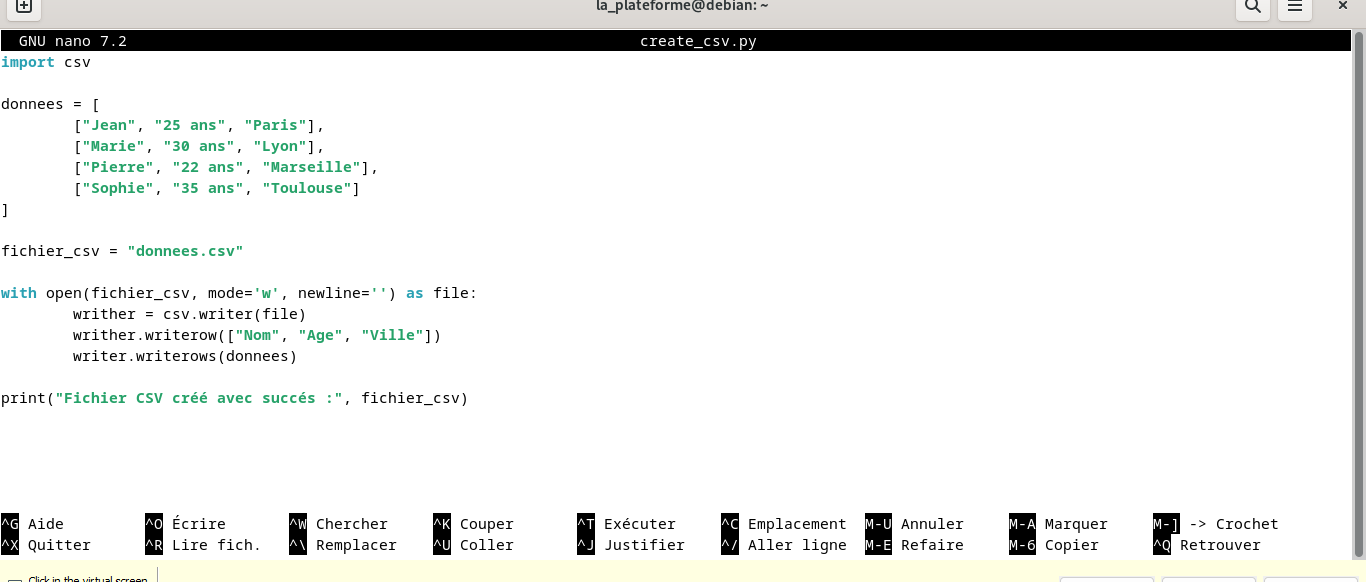 la_plateforme@debian: ~
GNU nano 7.2 create_csv.py
import csv
donnees = [
["Jean", "25 ans", "Paris"],
["Marie", "30 ans", "Lyon"],
["Pierre", "22 ans", "Marseille"],
["Sophie", "35 ans", "Toulouse"]
]
fichier_csv = "donnees.csv"
with open(fichier_csv, mode='w', newline='') as file:
writher = csv.writer(file)
writher.writerow(["Nom", "Age", "Ville"])
writer.writerows(donnees)
print("Fichier CSV créé avec succés :", fichier_csv)
^G Aide ^O Écrire ^W Chercher ^K Couper ^T Exécuter ^C Emplacement M-U Annuler M-A Marquer M-] -> Crochet
^X Quitter ^R Lire fich. ^\ Remplacer ^U Coller ^J Justifier ^/ Aller ligne M-E Refaire M-6 Copier ^Q Retrouver
Click in the virtual screen